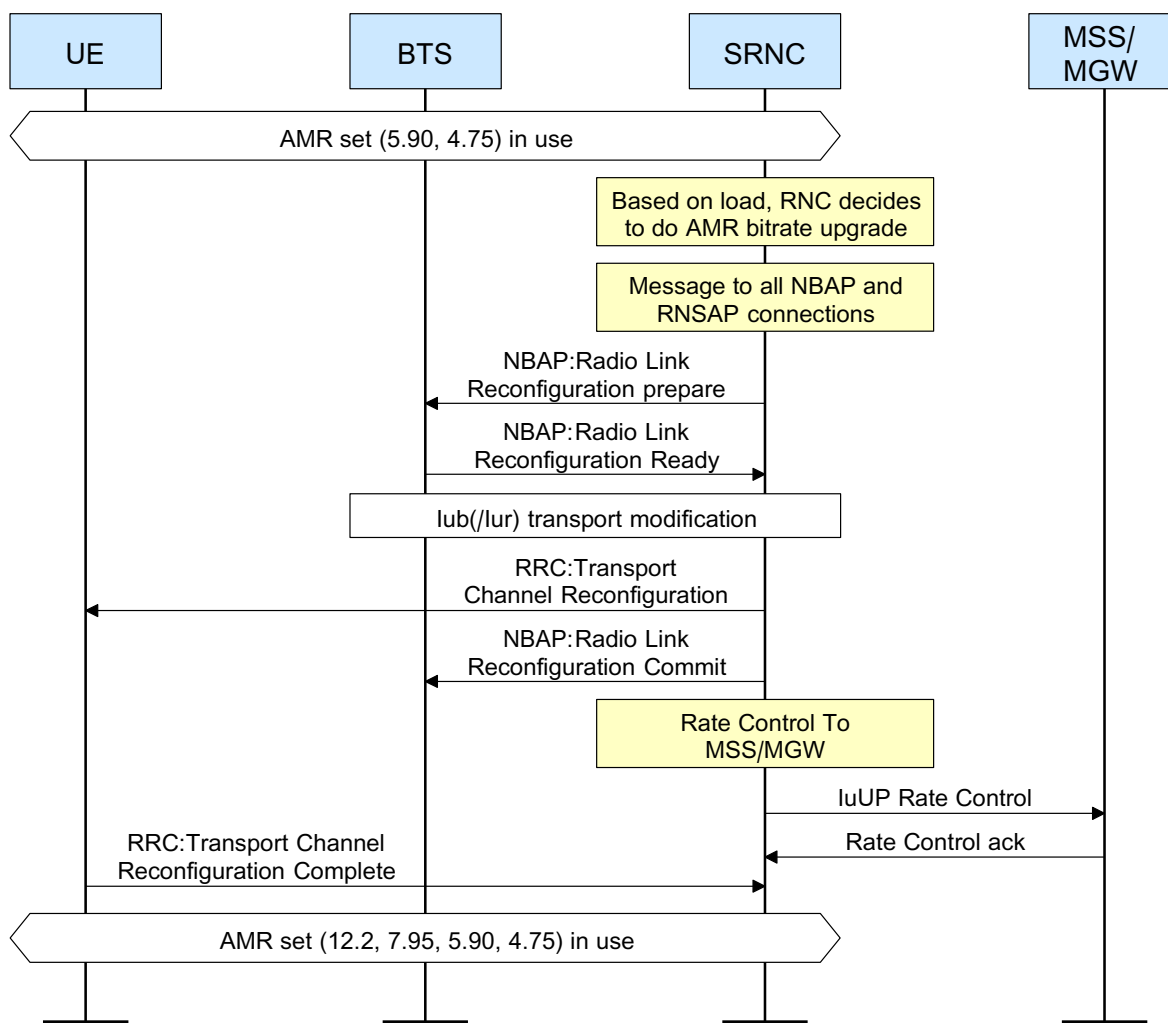 UE
BTS
SRNC
MSS/
MGW
AMR set (5.90, 4.75) in use
Based on load, RNC decides
to do AMR bitrate upgrade
Message to all NBAP and
RNSAP connections
NBAP:Radio Link
Reconfiguration prepare
NBAP:Radio Link
Reconfiguration Ready
Iub(/Iur) transport modification
RRC:Transport
Channel Reconfiguration
NBAP:Radio Link
Reconfiguration Commit
Rate Control To
MSS/MGW
IuUP Rate Control
Rate Control ack
RRC:Transport Channel
Reconfiguration Complete
AMR set (12.2, 7.95, 5.90, 4.75) in use